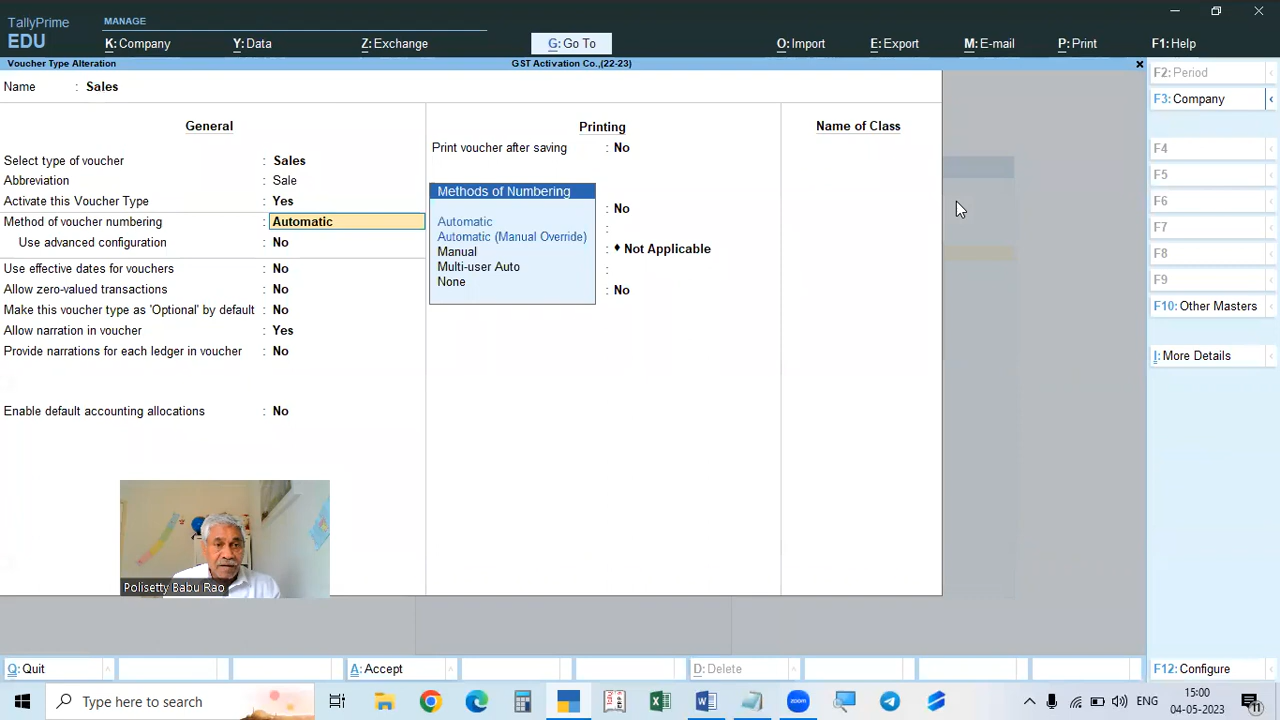 TallyPrime
EDU
MANAGE
K: Company
Y: Data
Z: Exchange
G: Go To
O: Import
E: Export
M: E-mail
P: Print
F1: Help
Voucher Type Alteration
GST Activation Co.,(22-23)
Name : Sales
General
Select type of voucher : Sales
Abbreviation : Sale
Activate this Voucher Type : Yes
Method of voucher numbering : Automatic
Use advanced configuration : No
Use effective dates for vouchers : No
Allow zero-valued transactions : No
Make this voucher type as 'Optional' by default : No
Allow narration in voucher : Yes
Provide narrations for each ledger in voucher : No
Enable default accounting allocations : No
Printing
Print voucher after saving : No
Methods of Numbering
Automatic
Automatic (Manual Override)
Manual
Multi-user Auto
None
: No
:
: ♦ Not Applicable
:
: No
Name of Class
F2: Period
F3: Company
F4
F5
F6
F7
F8
F9
F10: Other Masters
I: More Details
F12: Configure
Polisetty Babu Rao
Q: Quit
A: Accept
D: Delete
Type here to search
ENG
15:00
04-05-2023
11
zoom